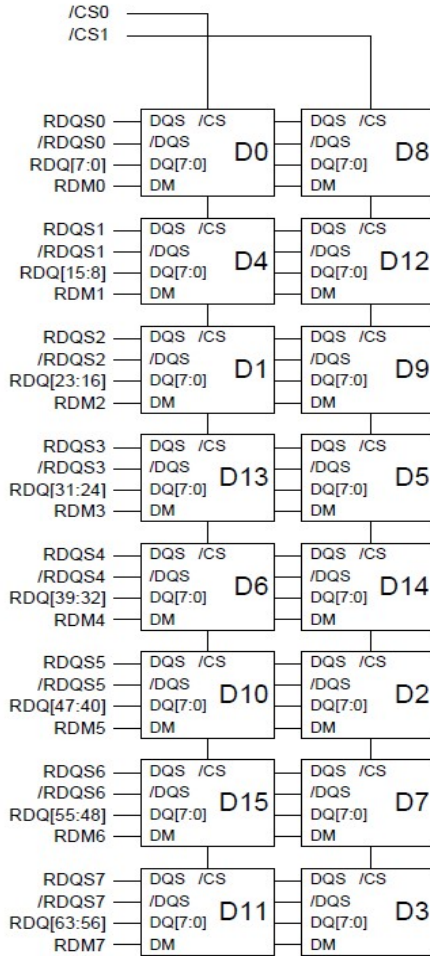 /CS0
/CS1
RDQS0 DQS /CS DQS /CS
/RDQS0 /DQS D0 /DQS D8
RDQ[7:0] DQ[7:0] DQ[7:0]
RDM0 DM DM
RDQS1 DQS /CS DQS /CS
/RDQS1 /DQS D4 /DQS D12
RDQ[15:8] DQ[7:0] DQ[7:0]
RDM1 DM DM
RDQS2 DQS /CS DQS /CS
/RDQS2 /DQS D1 /DQS D9
RDQ[23:16] DQ[7:0] DQ[7:0]
RDM2 DM DM
RDQS3 DQS /CS DQS /CS
/RDQS3 /DQS D13 /DQS D5
RDQ[31:24] DQ[7:0] DQ[7:0]
RDM3 DM DM
RDQS4 DQS /CS DQS /CS
/RDQS4 /DQS D6 /DQS D14
RDQ[39:32] DQ[7:0] DQ[7:0]
RDM4 DM DM
RDQS5 DQS /CS DQS /CS
/RDQS5 /DQS D10 /DQS D2
RDQ[47:40] DQ[7:0] DQ[7:0]
RDM5 DM DM
RDQS6 DQS /CS DQS /CS
/RDQS6 /DQS D15 /DQS D7
RDQ[55:48] DQ[7:0] DQ[7:0]
RDM6 DM DM
RDQS7 DQS /CS DQS /CS
/RDQS7 /DQS D11 /DQS D3
RDQ[63:56] DQ[7:0] DQ[7:0]
RDM7 DM DM